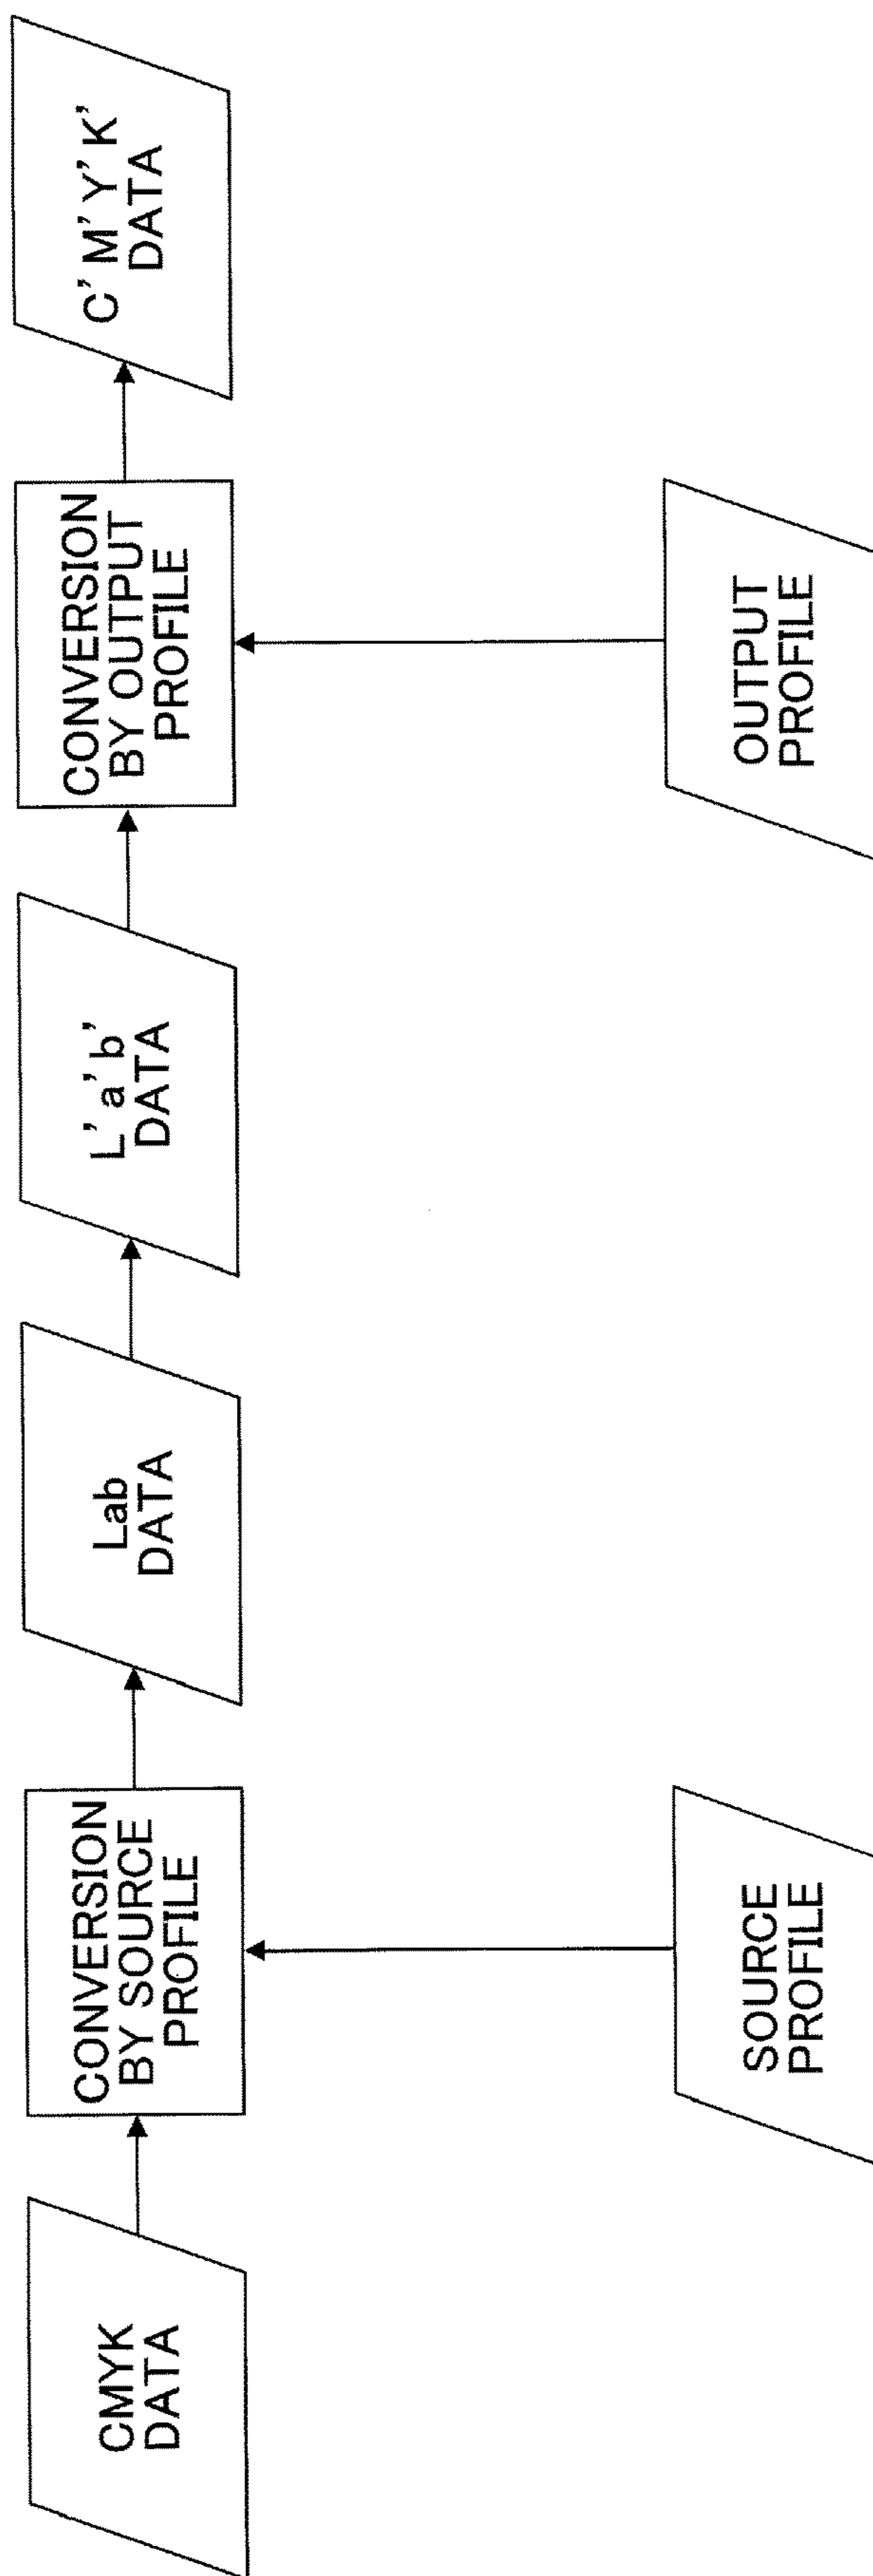 CMYK
DATA
CONVERSION
BY SOURCE
PROFILE
Lab
DATA
L' a' b'
DATA
CONVERSION
BY OUTPUT
PROFILE
C' M' Y' K'
DATA
SOURCE
PROFILE
OUTPUT
PROFILE